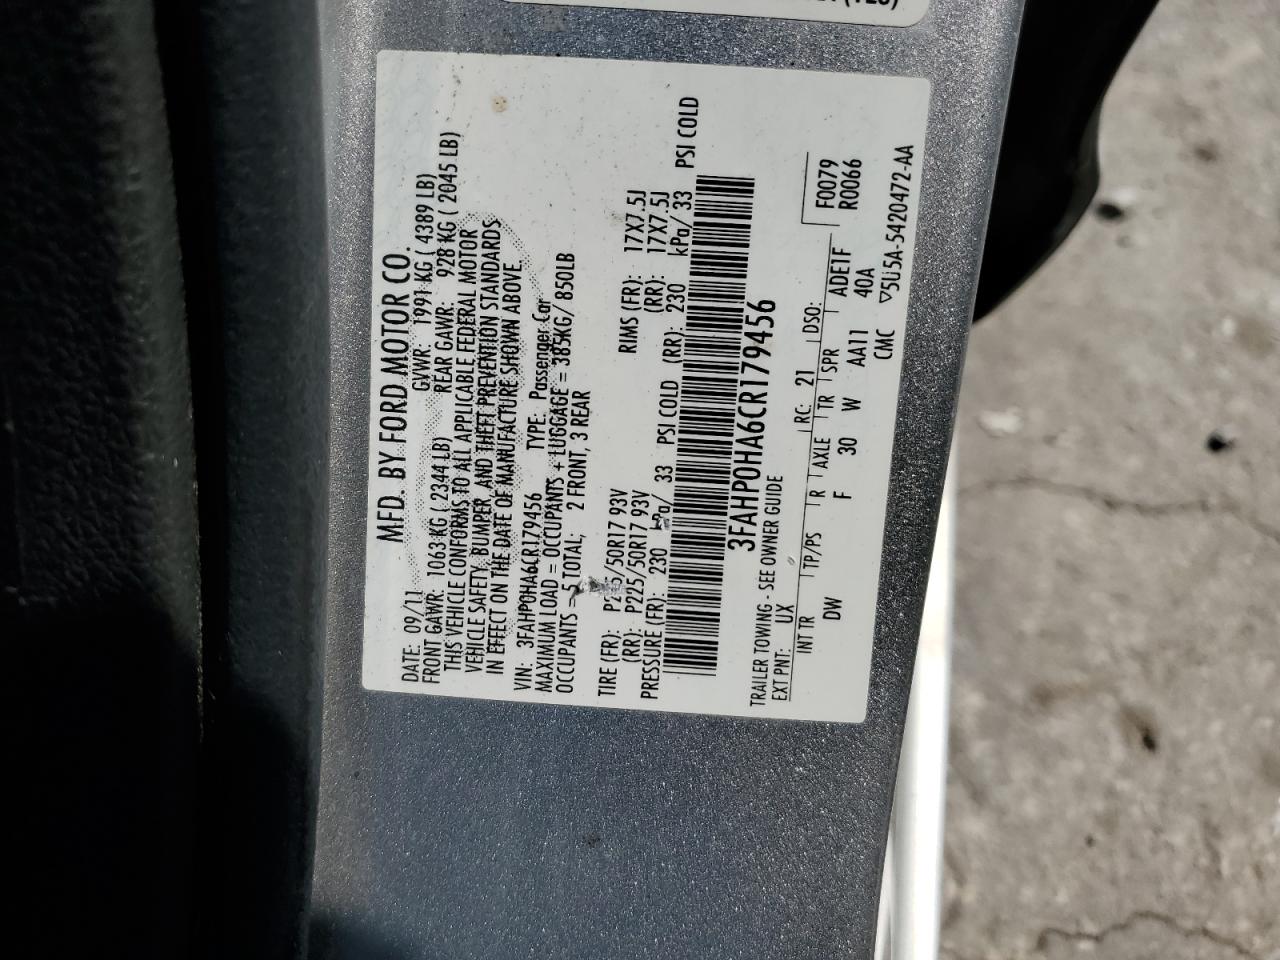 MFD. BY FORD MOTOR CO.
DATE: 09/11 GVWR: 1991 KG ( 4389 LB)
FRONT GAWR: 1063 KG ( 2344 LB) REAR GAWR: 928 KG ( 2045 LB)
THIS VEHICLE CONFORMS TO ALL APPLICABLE FEDERAL MOTOR
VEHICLE SAFETY, BUMPER, AND THEFT PREVENTION STANDARDS
IN EFFECT ON THE DATE OF MANUFACTURE SHOWN ABOVE.
VIN: 3FAHP0HA6CR179456 TYPE: Passenger Car
MAXIMUM LOAD = OCCUPANTS + LUGGAGE = 385KG/ 850LB
OCCUPANTS = 5 TOTAL; 2 FRONT, 3 REAR
TIRE (FR): P225/50R17 93V RIMS (FR): 17X7.5J
(RR): P225/50R17 93V (RR): 17X7.5J
PRESSURE (FR): 230 kPa/ 33 PSI COLD (RR): 230 kPa/ 33 PSI COLD
3FAHP0HA6CR179456
TRAILER TOWING - SEE OWNER GUIDE
EXT PNT: UX RC: 21 DSO: F0079
INT TR TP/PS R AXLE TR SPR ADETF R0066
DW F 30 W AA11 40A
CMC ▽5U5A-5420472-AA